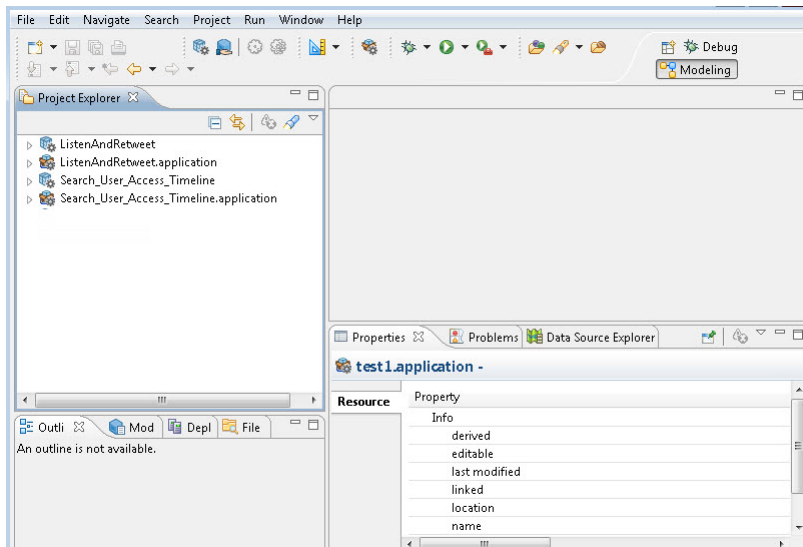 File Edit Navigate Search Project Run Window Help
Debug
Modeling
Project Explorer
ListenAndRetweet
ListenAndRetweet.application
Search_User_Access_Timeline
Search_User_Access_Timeline.application
Properties Problems Data Source Explorer
test1.application -
Resource
Property
Info
derived
editable
last modified
linked
location
name
Outli Mod Depl File
An outline is not available.